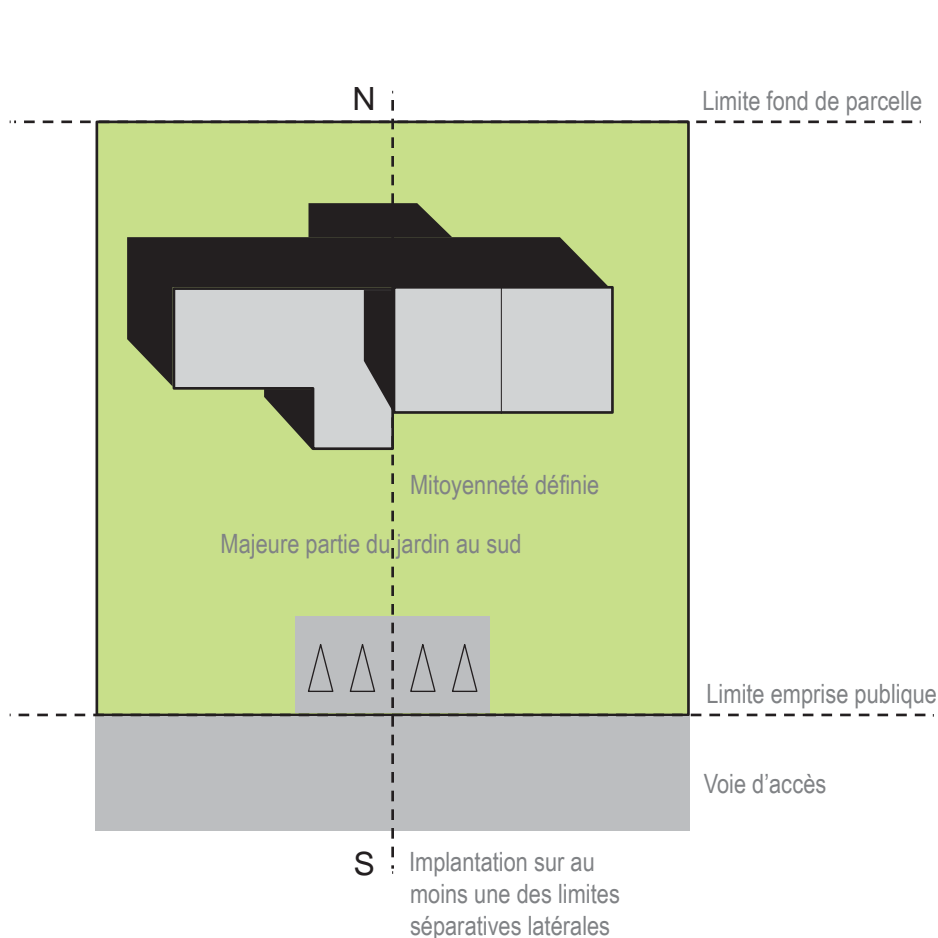 N
Limite fond de parcelle
Mitoyenneté définie
Majeure partie du jardin au sud
Limite emprise publique
Voie d’accès
S
Implantation sur au
moins une des limites
séparatives latérales